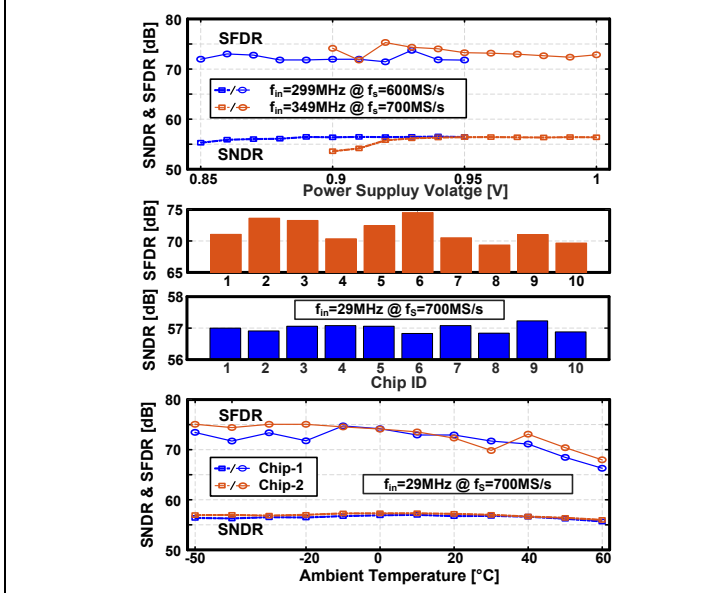 SNDR & SFDR [dB]
80
70
60
50
SFDR
f_in=299MHz @ f_s=600MS/s
f_in=349MHz @ f_s=700MS/s
SNDR
0.85 0.9 0.95 1
Power Suppluy Volatge [V]
SFDR [dB]
75
70
65
1 2 3 4 5 6 7 8 9 10
SNDR [dB]
58
57
56
f_in=29MHz @ f_S=700MS/s
1 2 3 4 5 6 7 8 9 10
Chip ID
SNDR & SFDR [dB]
80
70
60
50
SFDR
-/- Chip-1
-/- Chip-2
f_in=29MHz @ f_S=700MS/s
SNDR
-50 -20 0 20 40 60
Ambient Temperature [°C]